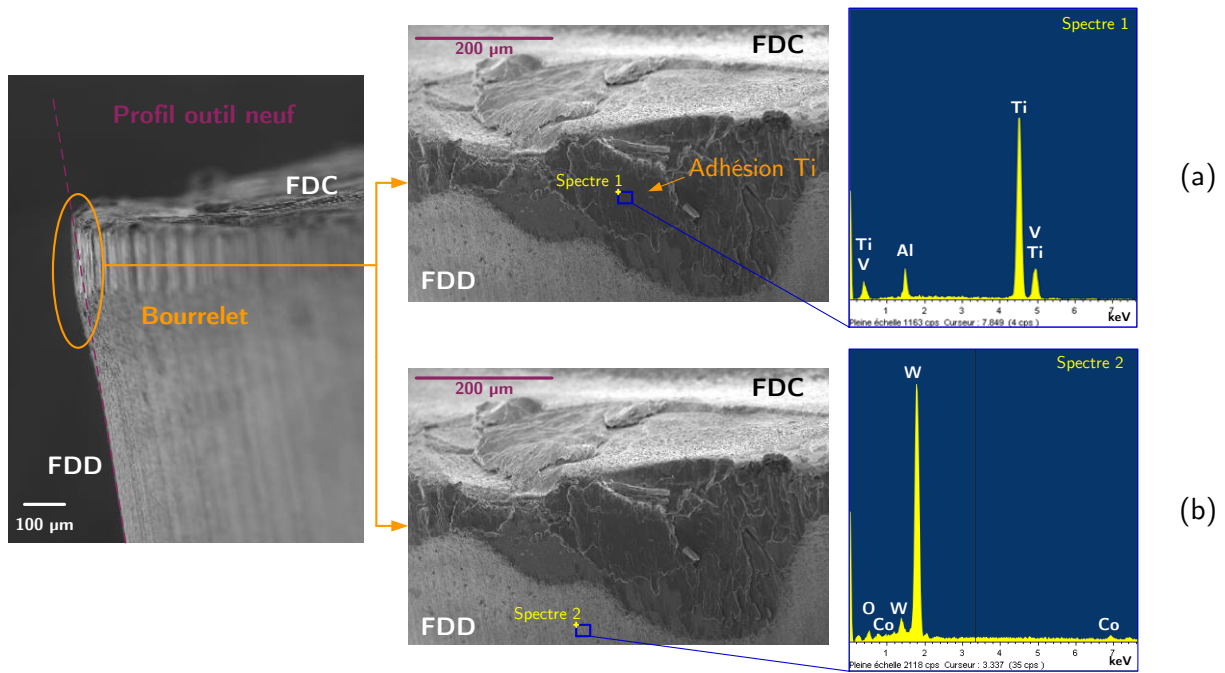 Profil outil neuf
FDC
Bourrelet
FDD
100 µm
200 µm
FDC
Spectre 1
Adhésion Ti
FDD
Spectre 1
Ti
Ti
V
Al
V
Ti
1 2 3 4 5 6 7
keV
Pleine échelle 1163 cps Curseur : 7.849 (4 cps)
(a)
200 µm
FDC
Spectre 2
FDD
Spectre 2
W
O
Co
W
Co
1 2 3 4 5 6 7
keV
Pleine échelle 2118 cps Curseur : 3.337 (35 cps)
(b)